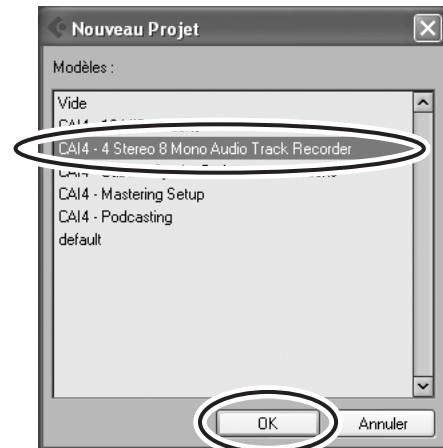 Nouveau Projet
Modèles :
Vide
CAI4 - 4 Stereo 8 Mono Audio Track Recorder
CAI4 - Mastering Setup
CAI4 - Podcasting
default
OK
Annuler